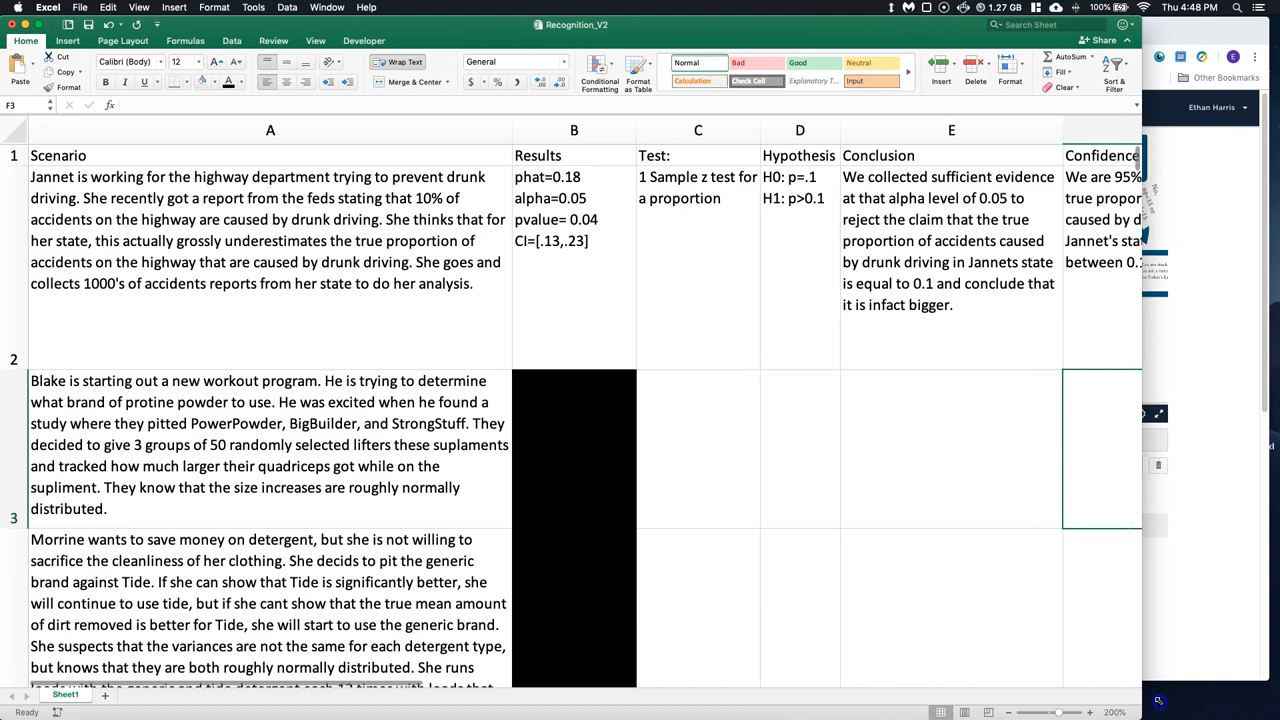 Excel File Edit View Insert Format Tools Data Window Help 1.27 GB 100% Thu 4:48 PM
Recognition_V2 Search Sheet
Home Insert Page Layout Formulas Data Review View Developer Share
Paste Cut Calibri (Body) 12 Wrap Text General Conditional Formatting Format as Table Normal Bad Good Neutral Insert Delete Format AutoSum Sort & Filter Other Bookmarks
Copy Format B I U Merge & Center $ % Calculation Check Cell Explanatory T... Input Fill Clear
F3 fx Ethan Harris
A B C D E
1 Scenario Results Test: Hypothesis Conclusion Confidence
Jannet is working for the highway department trying to prevent drunk phat=0.18 1 Sample z test for H0: p=.1 We collected sufficient evidence We are 95%
driving. She recently got a report from the feds stating that 10% of alpha=0.05 a proportion H1: p>0.1 at that alpha level of 0.05 to true propor
accidents on the highway are caused by drunk driving. She thinks that for pvalue= 0.04 reject the claim that the true caused by d
her state, this actually grossly underestimates the true proportion of CI=[.13,.23] proportion of accidents caused Jannet's sta
accidents on the highway that are caused by drunk driving. She goes and by drunk driving in Jannets state between 0.1
collects 1000's of accidents reports from her state to do her analysis. is equal to 0.1 and conclude that
it is infact bigger.
2
Blake is starting out a new workout program. He is trying to determine
what brand of protine powder to use. He was excited when he found a
study where they pitted PowerPowder, BigBuilder, and StrongStuff. They
decided to give 3 groups of 50 randomly selected lifters these suplaments
and tracked how much larger their quadriceps got while on the
supliment. They know that the size increases are roughly normally
distributed.
3
Morrine wants to save money on detergent, but she is not willing to
sacrifice the cleanliness of her clothing. She decides to pit the generic
brand against Tide. If she can show that Tide is significantly better, she
will continue to use tide, but if she cant show that the true mean amount
of dirt removed is better for Tide, she will start to use the generic brand.
She suspects that the variances are not the same for each detergent type,
but knows that they are both roughly normally distributed. She runs
Sheet1
Ready 200%